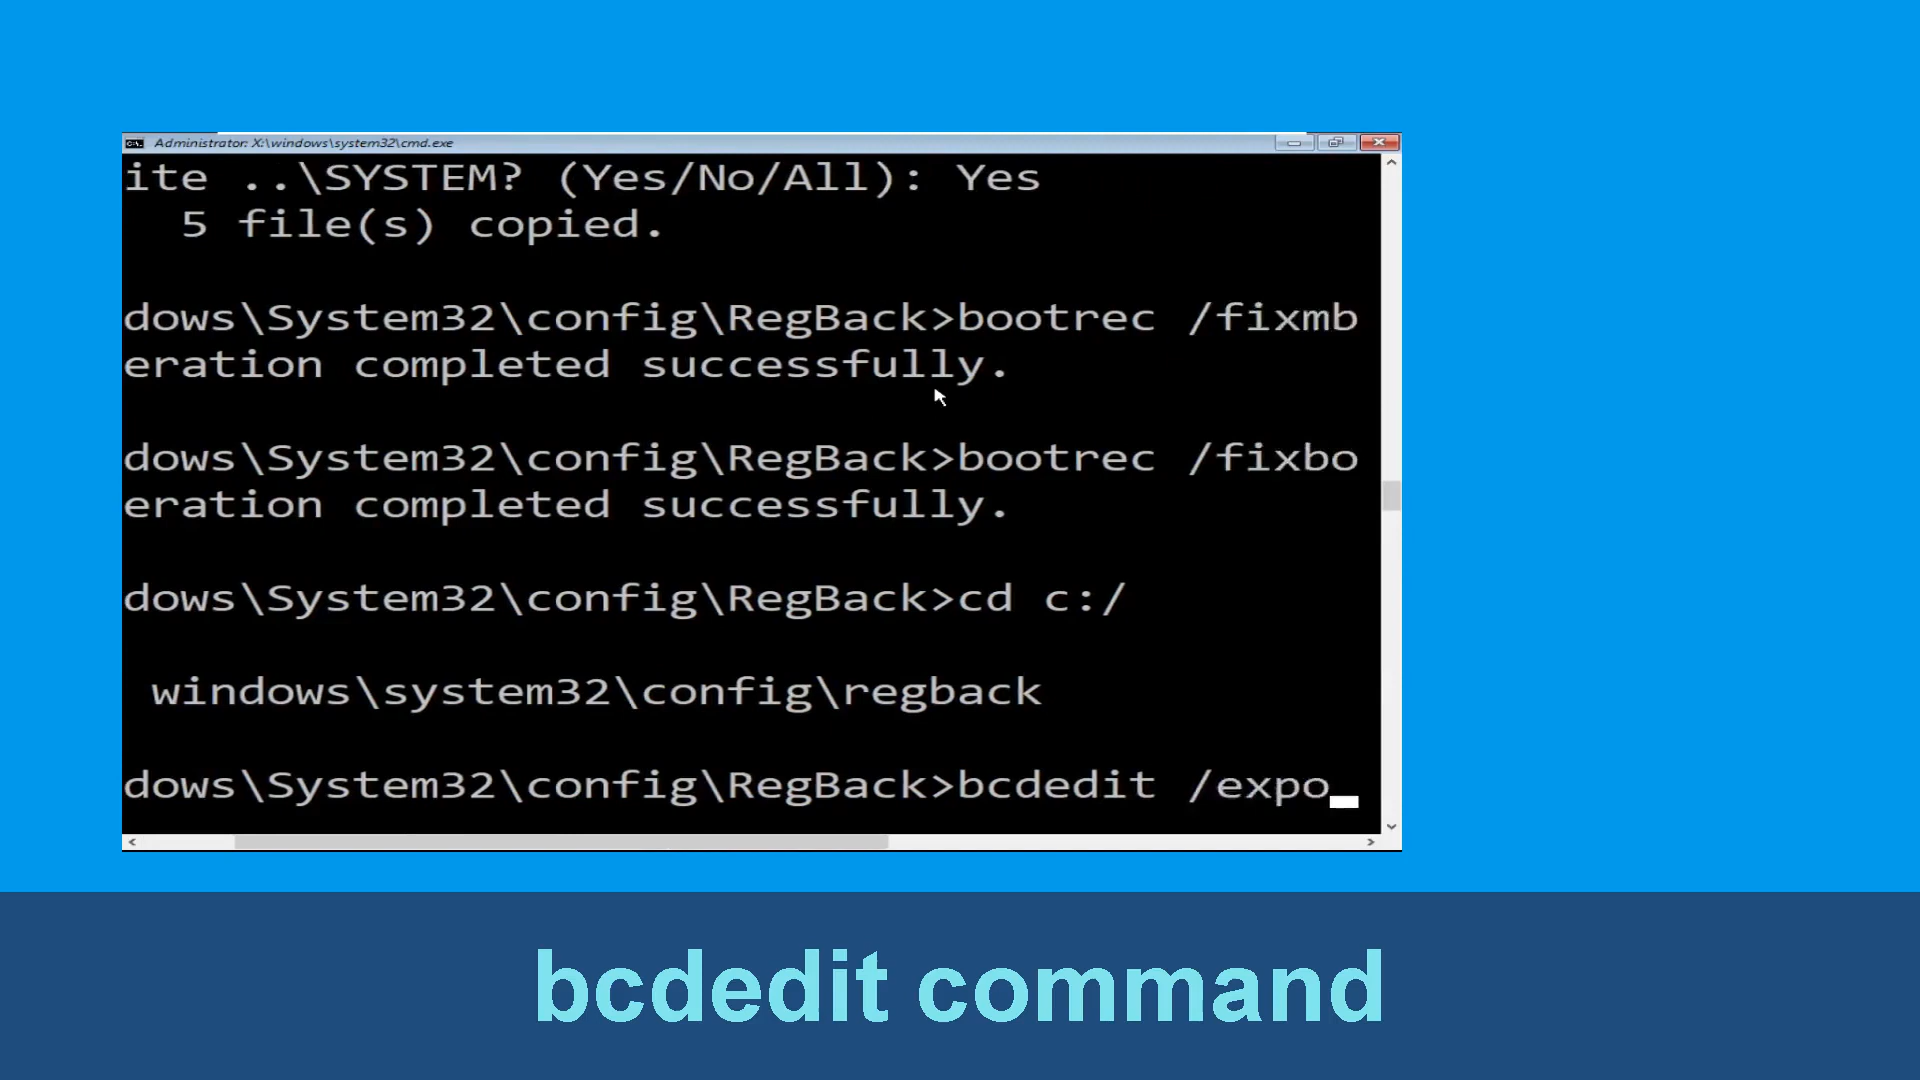 Administrator: X:\windows\system32\cmd.exe
ite ..\SYSTEM? (Yes/No/All): Yes
5 file(s) copied.
dows\System32\config\RegBack>bootrec /fixmb
eration completed successfully.
dows\System32\config\RegBack>bootrec /fixbo
eration completed successfully.
dows\System32\config\RegBack>cd c:/
windows\system32\config\regback
dows\System32\config\RegBack>bcdedit /expo
bcdedit command